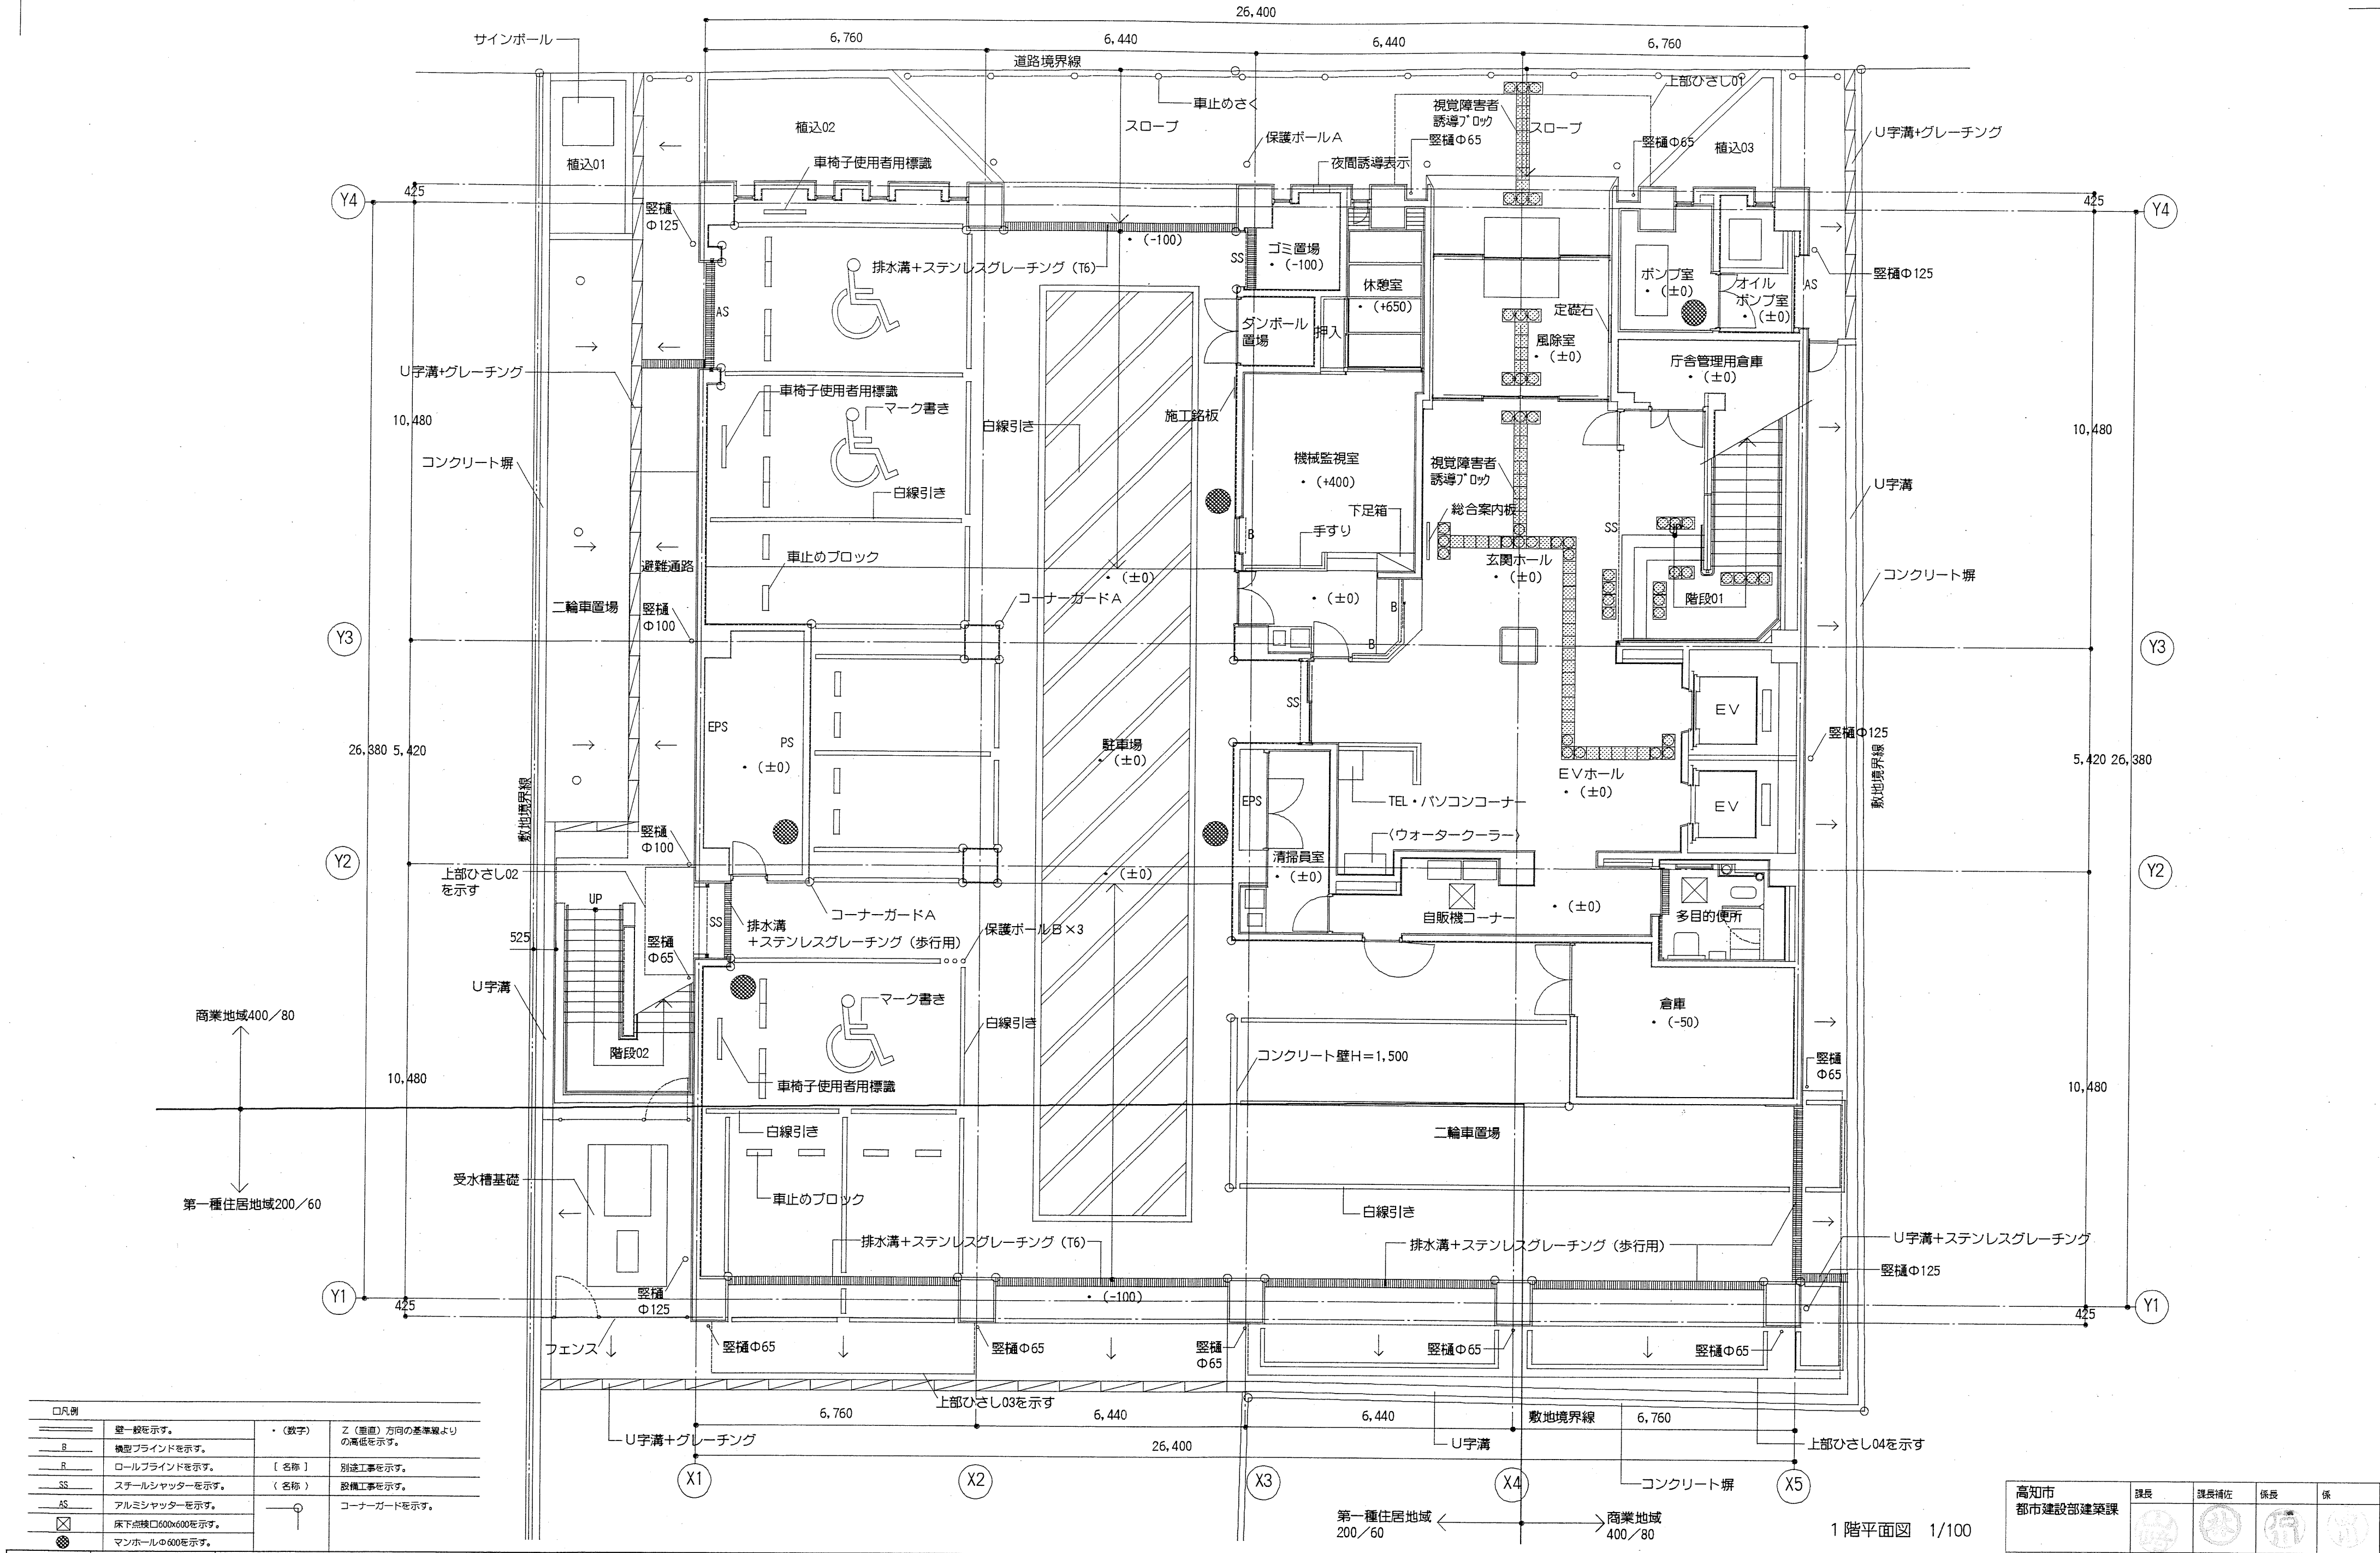 26,400
6,760
6,440
6,440
6,760
サインポール
道路境界線
上部ひさし01
車止めさく
スロープ
視覚障害者
誘導ﾌﾞﾛｯｸ
スロープ
植込02
保護ポールA
竪樋Φ65
竪樋Φ65
植込03
U字溝+グレーチング
植込01
車椅子使用者用標識
夜間誘導表示
425
425
Y4
Y4
竪樋
Φ125
・(-100)
ゴミ置場
・(-100)
SS
排水溝+ステンレスグレーチング(T6)
休憩室
・(+650)
ポンプ室
・(±0)
オイル
ポンプ室
・(±0)
AS
竪樋Φ125
AS
ダンボール
置場
押入
定礎石
風除室
・(±0)
庁舎管理用倉庫
・(±0)
U字溝+グレーチング
車椅子使用者用標識
マーク書き
白線引き
施工銘板
10,480
10,480
コンクリート塀
機械監視室
・(+400)
視覚障害者
誘導ﾌﾞﾛｯｸ
白線引き
下足箱
総合案内板
U字溝
手すり
B
SS
車止めブロック
避難通路
玄関ホール
・(±0)
・(±0)
コンクリート塀
二輪車置場
竪樋
Φ100
コーナーガードA
・(±0)
B
階段01
Y3
B
Y3
SS
EV
EPS
PS
・(±0)
駐車場
・(±0)
竪樋Φ125
26,380
5,420
5,420
26,380
敷地境界線
敷地境界線
EVホール
・(±0)
EPS
TEL・パソコンコーナー
EV
竪樋
Φ100
〈ウォータークーラー〉
Y2
清掃員室
・(±0)
・(±0)
Y2
上部ひさし02
を示す
UP
SS
排水溝
+ステンレスグレーチング(歩行用)
コーナーガードA
自販機コーナー
・(±0)
多目的便所
525
竪樋
Φ65
保護ポールB×3
U字溝
マーク書き
倉庫
・(-50)
商業地域400/80
白線引き
階段02
コンクリート壁H=1,500
竪樋
Φ65
車椅子使用者用標識
10,480
10,480
白線引き
二輪車置場
受水槽基礎
車止めブロック
第一種住居地域200/60
白線引き
排水溝+ステンレスグレーチング(T6)
排水溝+ステンレスグレーチング(歩行用)
U字溝+ステンレスグレーチング
竪樋Φ125
竪樋
Φ125
・(-100)
Y1
Y1
425
425
フェンス
竪樋Φ65
竪樋Φ65
竪樋
Φ65
竪樋Φ65
竪樋Φ65
上部ひさし03を示す
6,760
6,440
6,440
敷地境界線
6,760
U字溝+グレーチング
26,400
U字溝
上部ひさし04を示す
コンクリート塀
X1
X2
X3
X4
X5
第一種住居地域
200/60
商業地域
400/80
1階平面図 1/100
口凡例
壁一般を示す。
・(数字)
Z(垂直)方向の基準線より
の高低を示す。
B
横型ブラインドを示す。
R
ロールブラインドを示す。
[名称]
別途工事を示す。
SS
スチールシャッターを示す。
〈名称〉
設備工事を示す。
AS
アルミシャッターを示す。
コーナーガードを示す。
床下点検口600x600を示す。
マンホールΦ600を示す。
高知市
都市建設部建築課
課長
課長補佐
係長
係